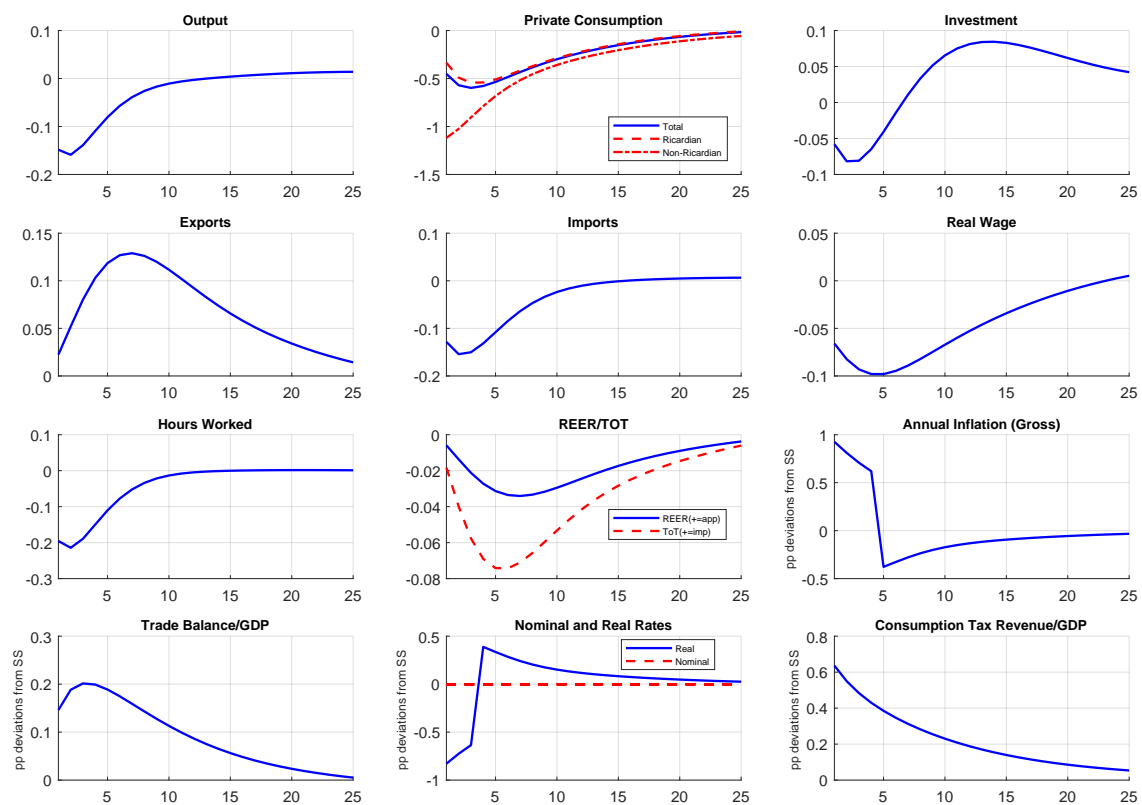 Output
0.1
0
-0.1
-0.2
5 10 15 20 25
Private Consumption
0
-0.5
-1
-1.5
Total
Ricardian
Non-Ricardian
5 10 15 20 25
Investment
0.1
0.05
0
-0.05
-0.1
5 10 15 20 25
Exports
0.15
0.1
0.05
0
5 10 15 20 25
Imports
0.1
0
-0.1
-0.2
5 10 15 20 25
Real Wage
0.05
0
-0.05
-0.1
5 10 15 20 25
Hours Worked
0.1
0
-0.1
-0.2
-0.3
5 10 15 20 25
REER/TOT
0
-0.02
-0.04
-0.06
-0.08
REER(+=app)
ToT(+=imp)
5 10 15 20 25
Annual Inflation (Gross)
pp deviations from SS
1
0.5
0
-0.5
5 10 15 20 25
Trade Balance/GDP
pp deviations from SS
0.3
0.2
0.1
0
5 10 15 20 25
Nominal and Real Rates
pp deviations from SS
0.5
0
-0.5
-1
Real
Nominal
5 10 15 20 25
Consumption Tax Revenue/GDP
pp deviations from SS
0.8
0.6
0.4
0.2
0
5 10 15 20 25